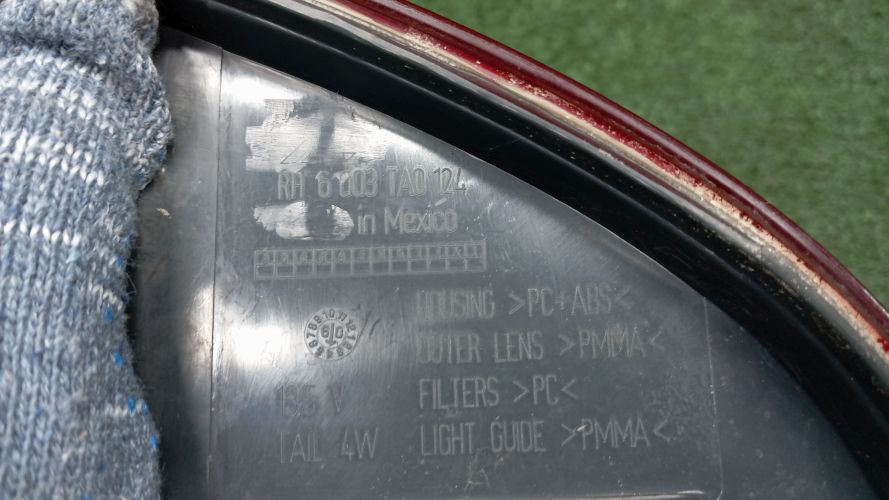 RH 6 003 TA0 124
in Mexico
HOUSING >PC+ABS<
OUTER LENS >PMMA<
FILTERS >PC<
13.5 V
TAIL 4W LIGHT GUIDE >PMMA<